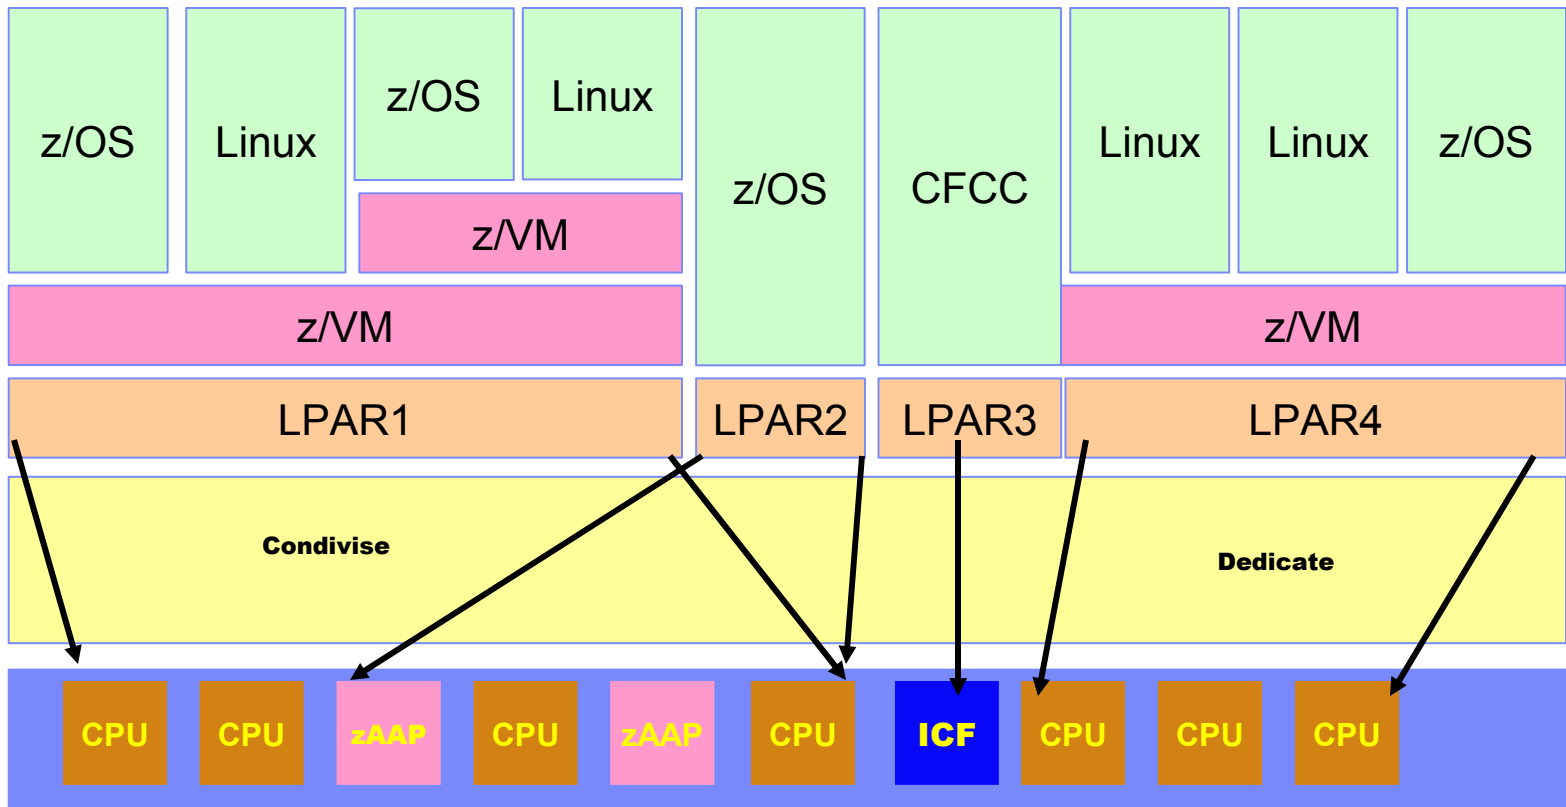 z/OS
Linux
z/OS
Linux
z/VM
z/VM
z/OS
CFCC
Linux
Linux
z/OS
z/VM
LPAR1
LPAR2
LPAR3
LPAR4
Condivise
Dedicate
CPU
CPU
zAAP
CPU
zAAP
CPU
ICF
CPU
CPU
CPU